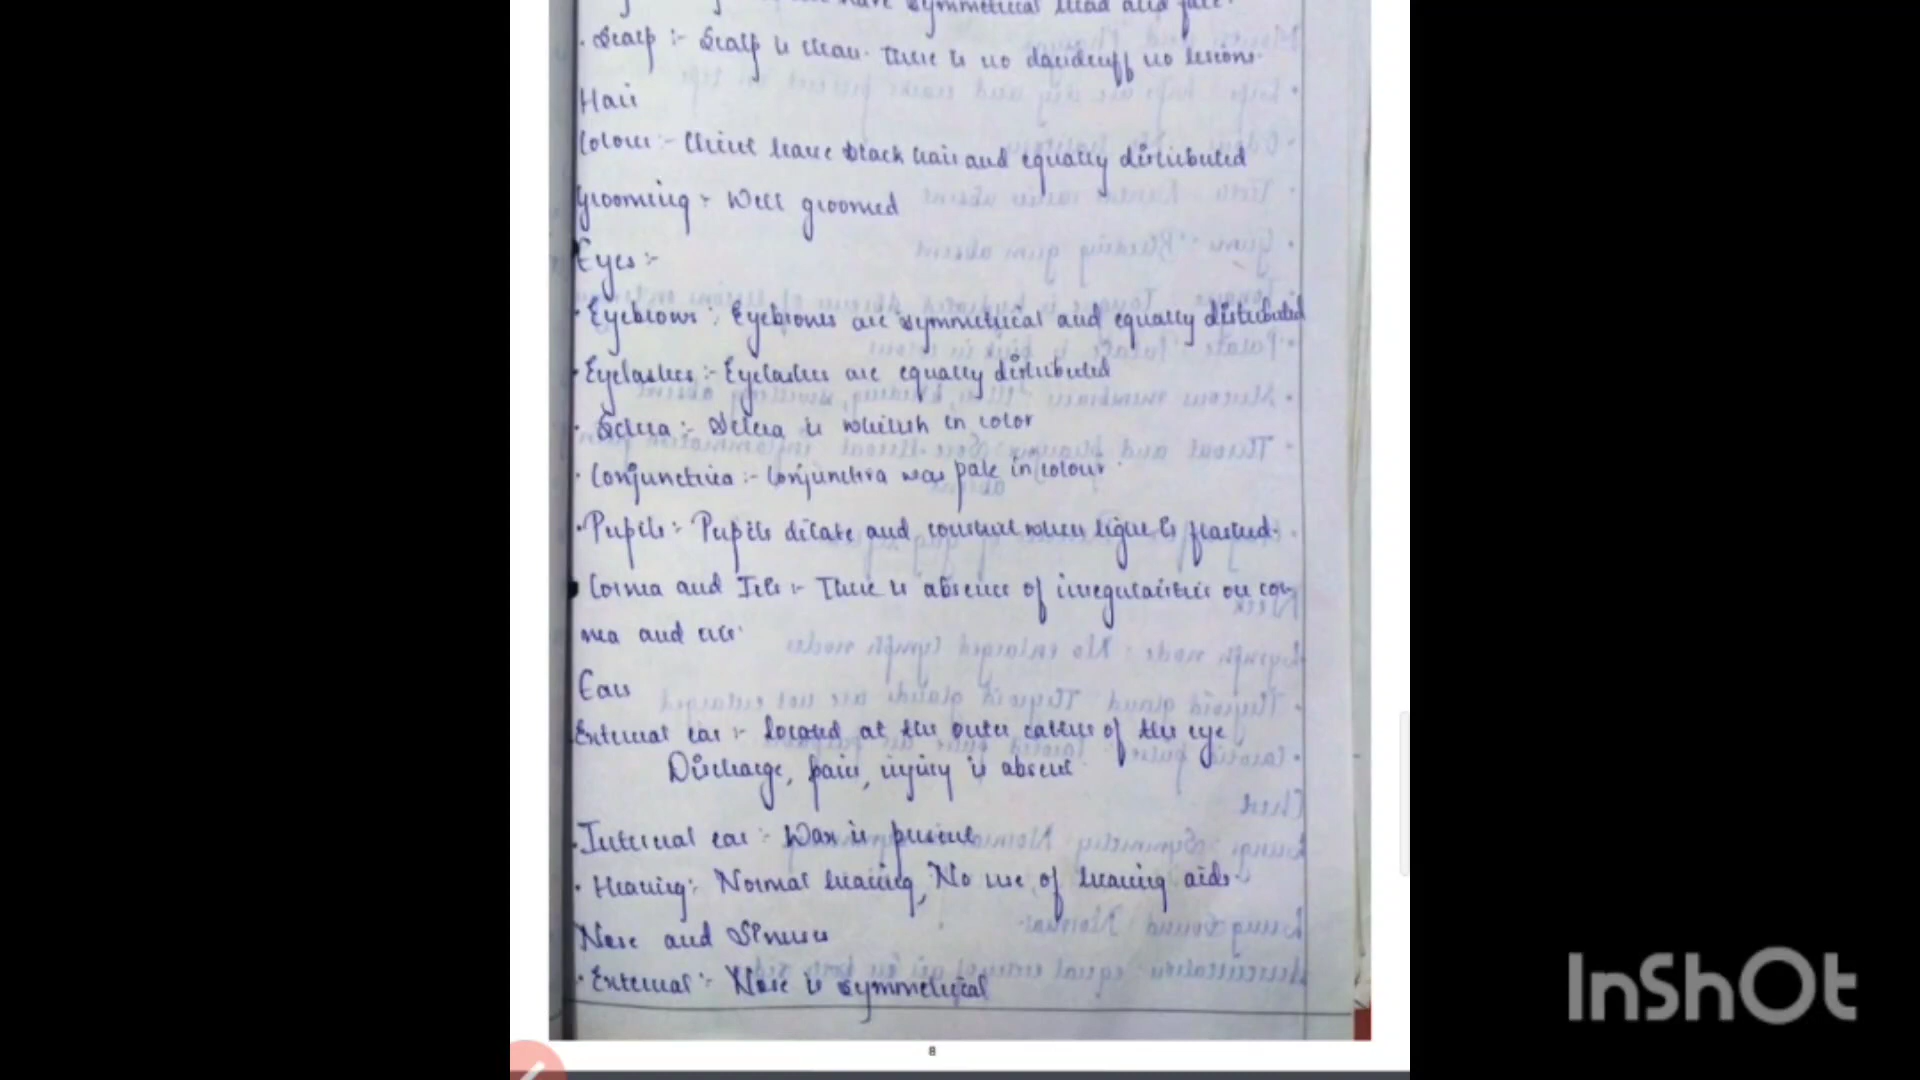 have symmetrical head and face.
· Scalp :- Scalp is clean. There is no dandruff no lesions.
Hair
Colour :- Client have black hair and equally distributed
Grooming :- Well groomed
Eyes :-
· Eyebrows : Eyebrows are symmetrical and equally distributed
· Eyelashes :- Eyelashes are equally distributed
· Sclera :- Sclera is whitish in color
· Conjunctiva :- Conjunctiva was pale in colour.
· Pupils :- Pupils dilate and constrict when light is flashed.
Cornea and Iris :- There is absence of irregularities on cor
nea and iris.
Ears
External ear :- Located at the outer canthus of the eye
Discharge, pain, injury is absent
· Internal ear :- Wax is present
· Hearing :- Normal hearing, No use of hearing aids.
Nose and Sinuses
· External :- Nose is symmetrical
8
InShOt